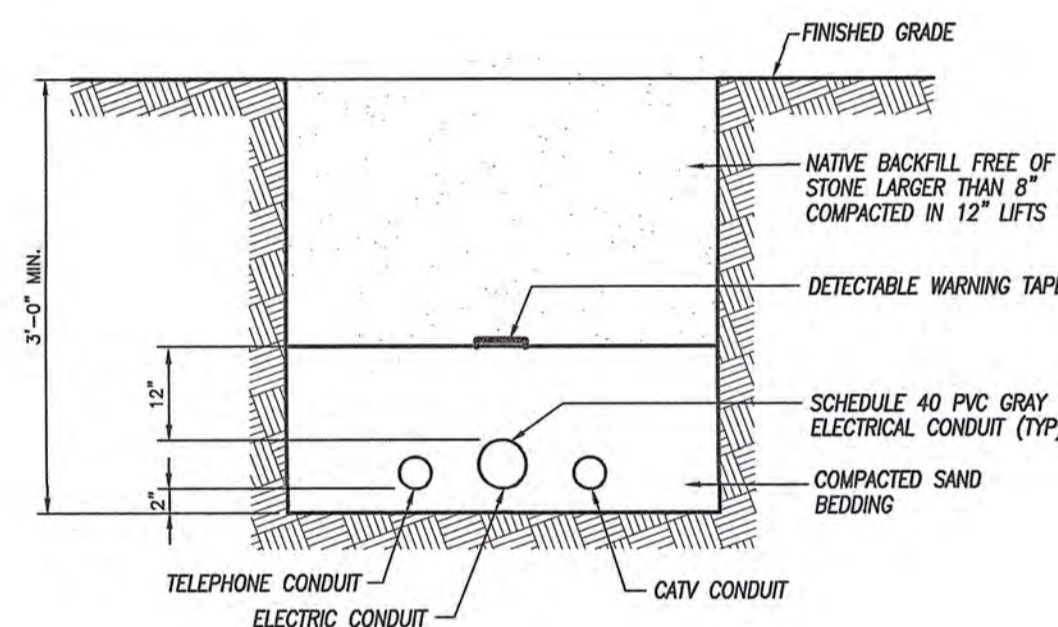 FINISHED GRADE
NATIVE BACKFILL FREE OF
STONE LARGER THAN 8"
COMPACTED IN 12" LIFTS
3'-0" MIN.
DETECTABLE WARNING TAPE
12"
SCHEDULE 40 PVC GRAY
ELECTRICAL CONDUIT (TYP
COMPACTED SAND
BEDDING
2"
TELEPHONE CONDUIT
CATV CONDUIT
ELECTRIC CONDUIT